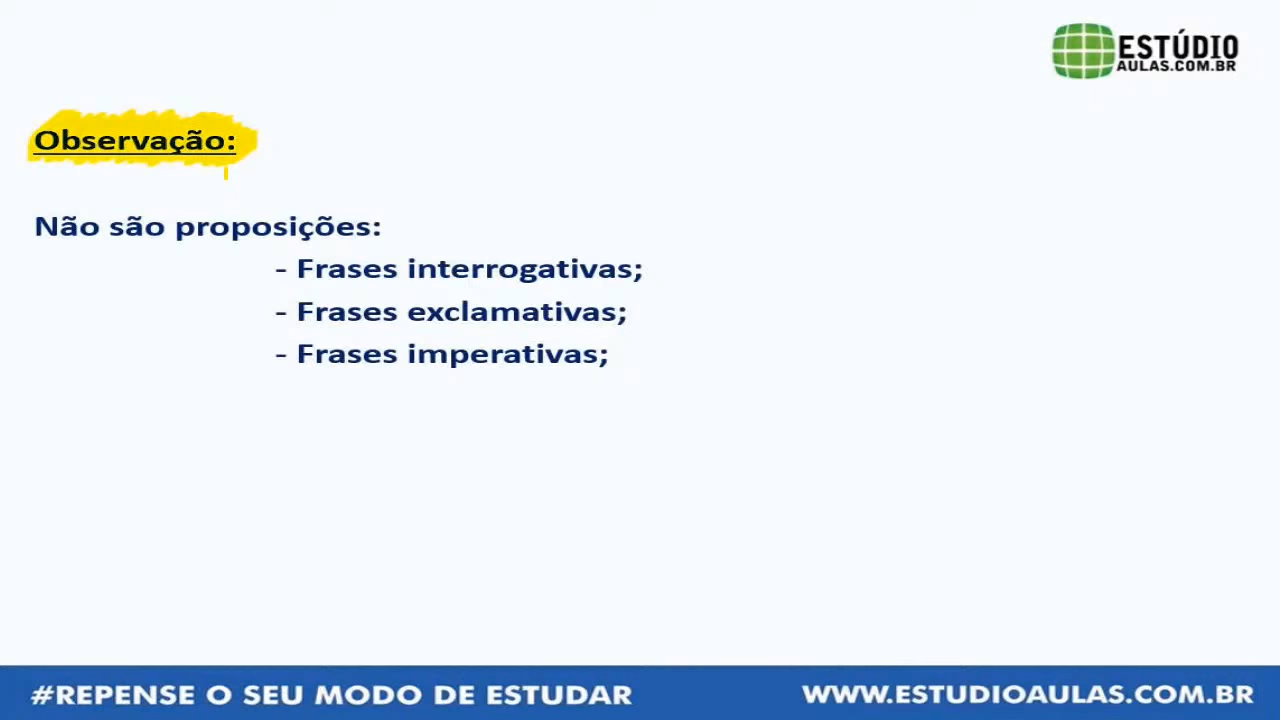 ESTÚDIO
AULAS.COM.BR
Observação:
Não são proposições:
- Frases interrogativas;
- Frases exclamativas;
- Frases imperativas;
#REPENSE O SEU MODO DE ESTUDAR
WWW.ESTUDIOAULAS.COM.BR